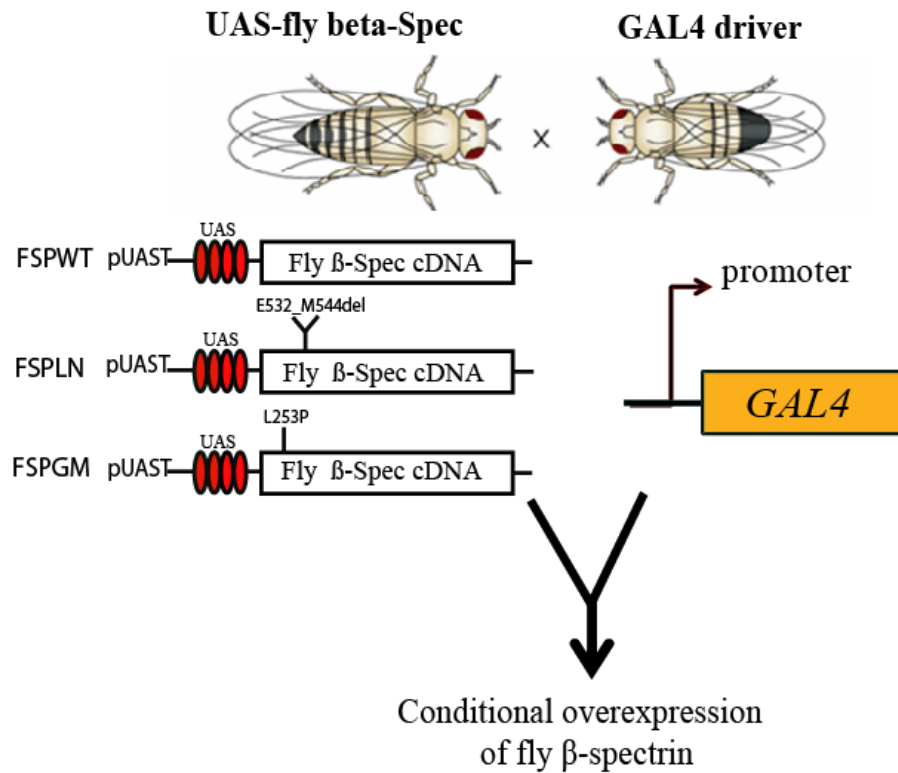 UAS-fly beta-Spec GAL4 driver
x
UAS
FSPWT pUAST Fly ß-Spec cDNA
promoter
E532_M544del
UAS
FSPLN pUAST Fly ß-Spec cDNA
GAL4
L253P
UAS
FSPGM pUAST Fly ß-Spec cDNA
Conditional overexpression
of fly β-spectrin